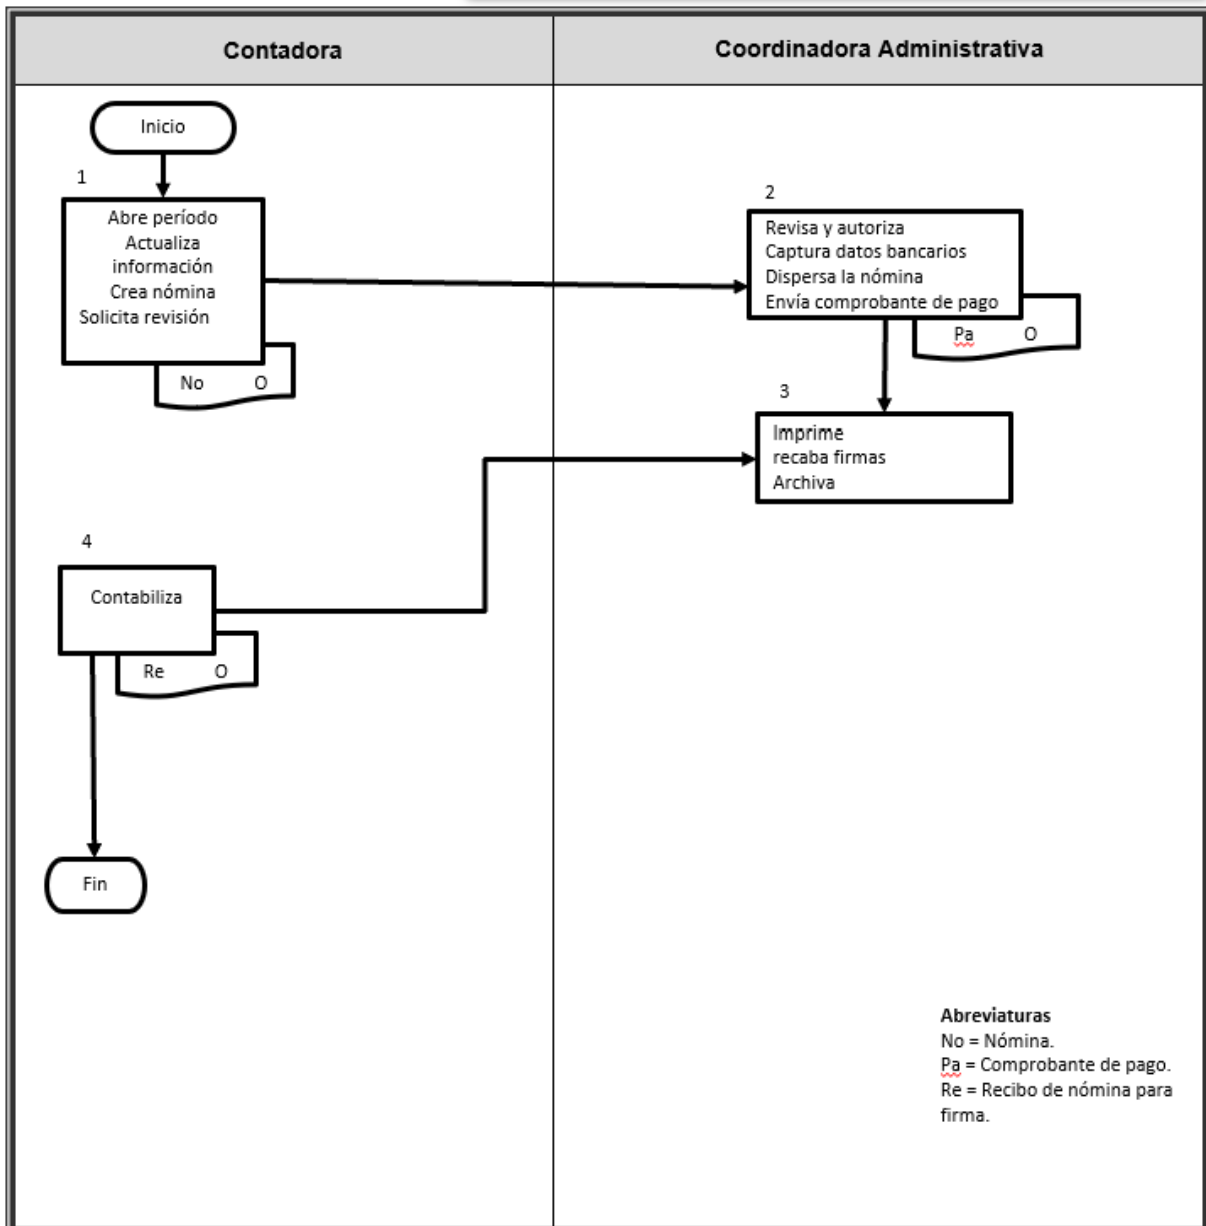 Contadora
Coordinadora Administrativa
Inicio
1
Abre período
Actualiza
información
Crea nómina
Solicita revisión
No O
2
Revisa y autoriza
Captura datos bancarios
Dispersa la nómina
Envía comprobante de pago
Pa O
3
Imprime
recaba firmas
Archiva
4
Contabiliza
Re O
Fin
Abreviaturas
No = Nómina.
Pa = Comprobante de pago.
Re = Recibo de nómina para
firma.